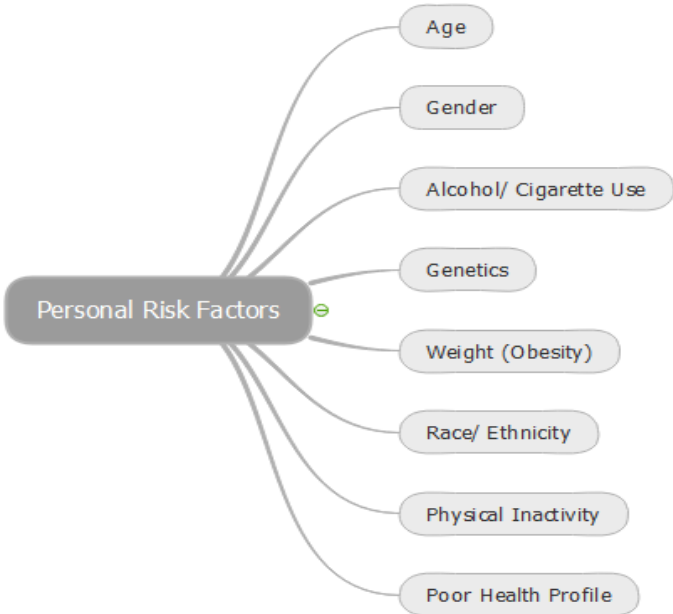 Age
Gender
Alcohol/ Cigarette Use
Genetics
Personal Risk Factors
Weight (Obesity)
Race/ Ethnicity
Physical Inactivity
Poor Health Profile